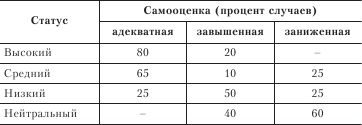 Статус Самооценка (процент случаев)
адекватная завышенная заниженная
Высокий 80 20 –
Средний 65 10 25
Низкий 25 50 25
Нейтральный – 40 60